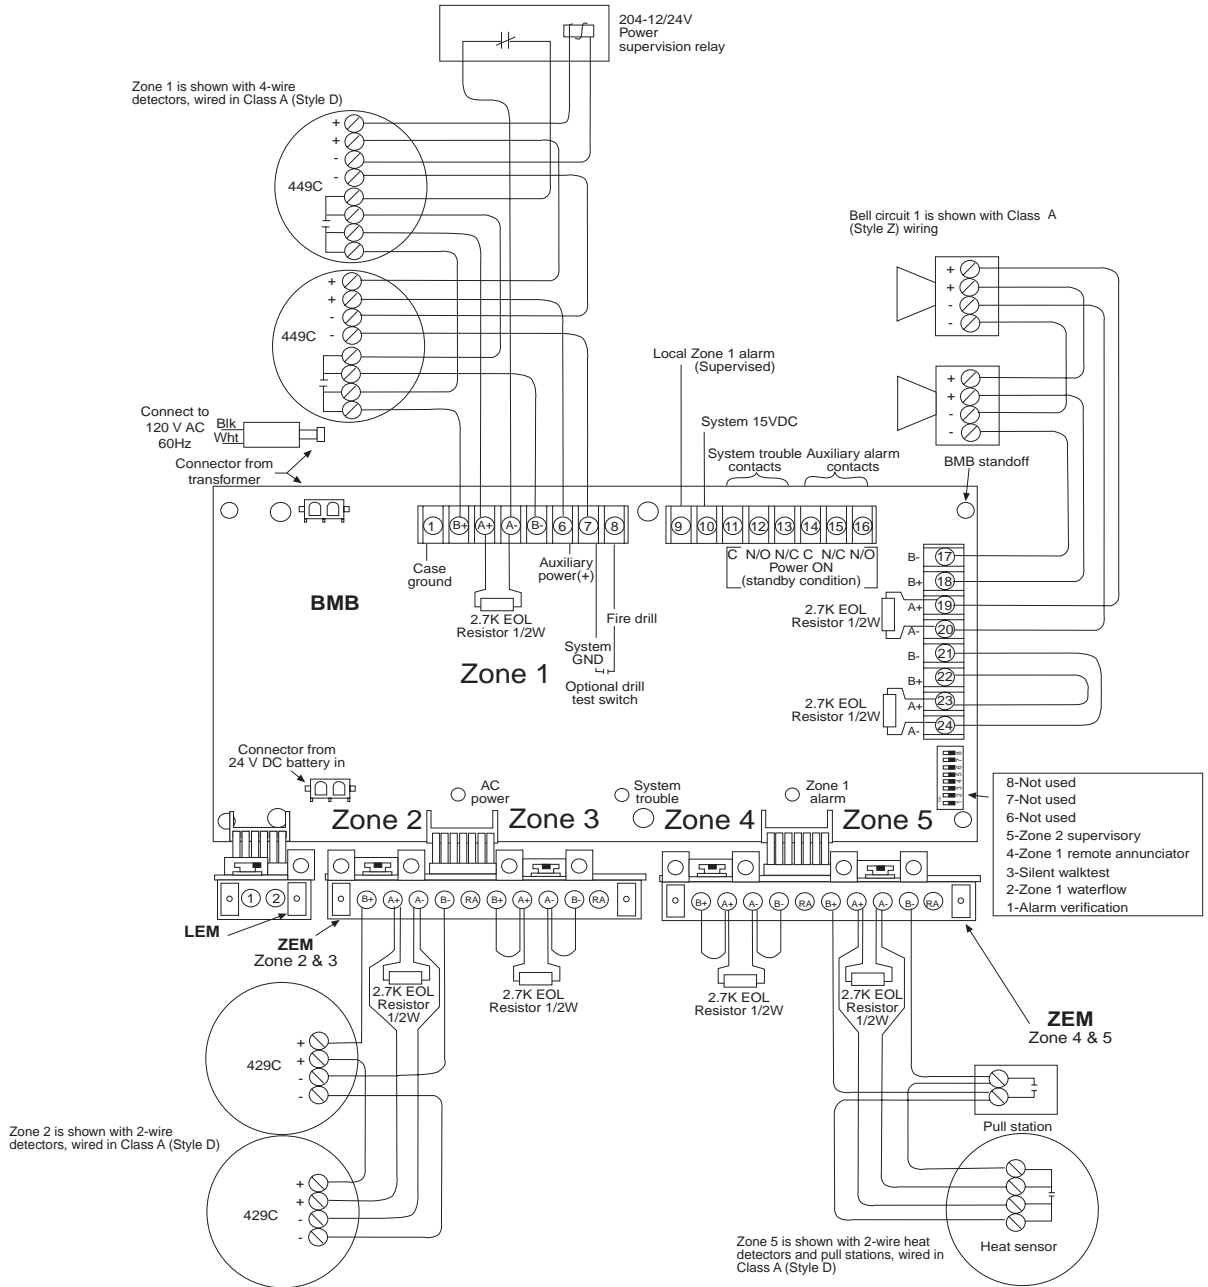 204-12/24V
Power
supervision relay
Zone 1 is shown with 4-wire
detectors, wired in Class A (Style D)
+
+
-
-
449C
+
+
-
-
449C
Bell circuit 1 is shown with Class A
(Style Z) wiring
+
+
-
-
+
+
-
-
Local Zone 1 alarm
(Supervised)
System 15VDC
System trouble
contacts
Auxiliary alarm
contacts
BMB standoff
Connect to
120 V AC
60Hz
Blk
Wht
Connector from
transformer
1 B+ A+ A- B- 6 7 8
9 10 11 12 13 14 15 16
Case
ground
Auxiliary
power(+)
C N/O N/C C N/C N/O
Power ON
(standby condition)
BMB
2.7K EOL
Resistor 1/2W
Fire drill
System
GND
Optional drill
test switch
Zone 1
B- 17
B+ 18
A+ 19
A- 20
B- 21
B+ 22
A+ 23
A- 24
2.7K EOL
Resistor 1/2W
2.7K EOL
Resistor 1/2W
Connector from
24 V DC battery in
AC
power
System
trouble
Zone 1
alarm
Zone 2
Zone 3
Zone 4
Zone 5
1 2 3 4 5 6 7 8
8-Not used
7-Not used
6-Not used
5-Zone 2 supervisory
4-Zone 1 remote annunciator
3-Silent walktest
2-Zone 1 waterflow
1-Alarm verification
1 2
B+ A+ A- B- RA B+ A+ A- B- RA
B+ A+ A- B- RA B+ A+ A- B- RA
LEM
ZEM
Zone 2 & 3
2.7K EOL
Resistor
1/2W
2.7K EOL
Resistor 1/2W
2.7K EOL
Resistor 1/2W
2.7K EOL
Resistor
1/2W
ZEM
Zone 4 & 5
429C
+
+
-
-
Zone 2 is shown with 2-wire
detectors, wired in Class A (Style D)
429C
+
+
-
-
Pull station
Heat sensor
Zone 5 is shown with 2-wire heat
detectors and pull stations, wired in
Class A (Style D)